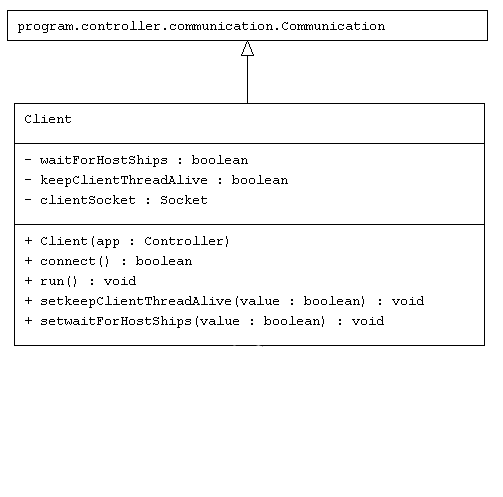 program.controller.communication.Communication
Client
- waitForHostShips : boolean
- keepClientThreadAlive : boolean
- clientSocket : Socket
+ Client(app : Controller)
+ connect() : boolean
+ run() : void
+ setkeepClientThreadAlive(value : boolean) : void
+ setwaitForHostShips(value : boolean) : void